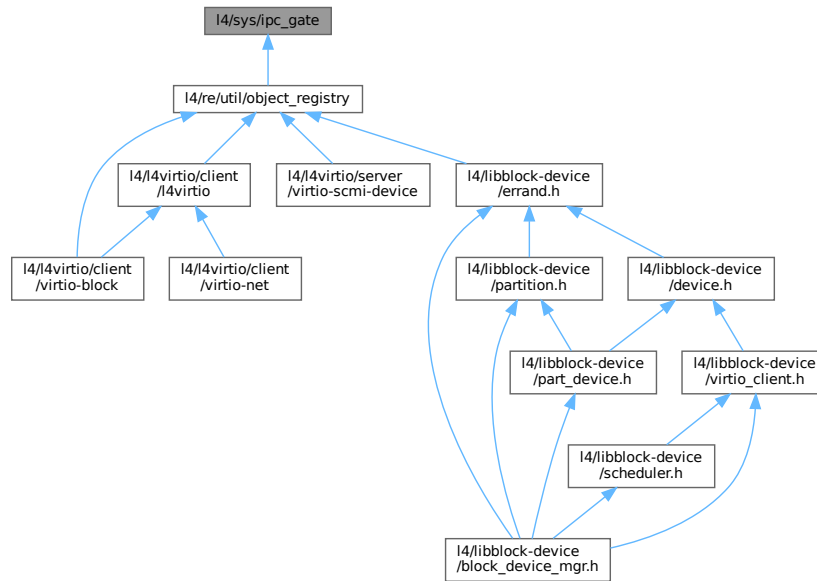 l4/sys/ipc_gate
l4/re/util/object_registry
l4/l4virtio/client
/l4virtio
l4/l4virtio/server
/virtio-scmi-device
l4/libblock-device
/errand.h
l4/l4virtio/client
/virtio-block
l4/l4virtio/client
/virtio-net
l4/libblock-device
/partition.h
l4/libblock-device
/device.h
l4/libblock-device
/part_device.h
l4/libblock-device
/virtio_client.h
l4/libblock-device
/scheduler.h
l4/libblock-device
/block_device_mgr.h